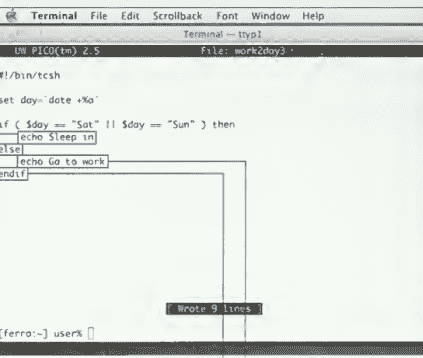 Terminal File Edit Scrollback Font Window Help
Terminal — ttyp1
UW PICO(tm) 2.5 File: work2day3
#!/bin/tcsh
set day=`date +%a`
if ( $day == "Sat" || $day == "Sun" ) then
echo Sleep in
else
echo Go to work
endif
[ Wrote 9 lines ]
[ferro:~] user%